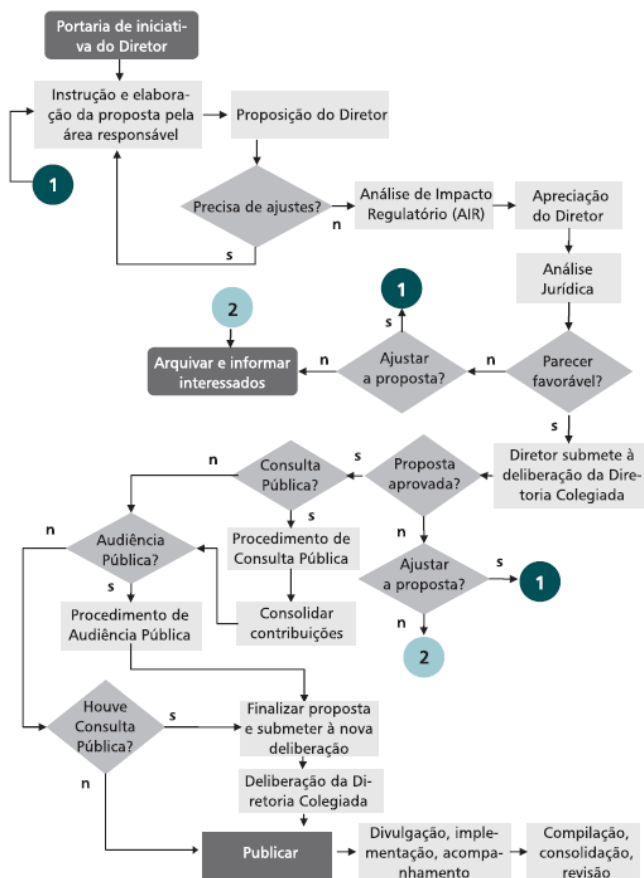 Portaria de iniciat-
iva do Diretor
Instrução e elabora-
ção da proposta pela
área responsável
Proposição do Diretor
1
Precisa de ajustes?
n
s
Análise de Impacto
Regulatório (AIR)
Apreciação
do Diretor
Análise
Jurídica
1
2
s
Arquivar e informar
interessados
n
Ajustar
a proposta?
n
Parecer
favorável?
s
Diretor submete à
deliberação da Dire-
toria Colegiada
Proposta
aprovada?
s
Consulta
Pública?
n
n
s
n
Audiência
Pública?
Procedimento de
Consulta Pública
Ajustar
a proposta?
s
1
s
n
Procedimento de
Audiência Pública
Consolidar
contribuições
2
Houve
Consulta
Pública?
s
Finalizar proposta
e submeter à nova
deliberação
n
Deliberação da Di-
retoria Colegiada
Publicar
Divulgação, imple-
mentação, acompa-
nhamento
Compilação,
consolidação,
revisão